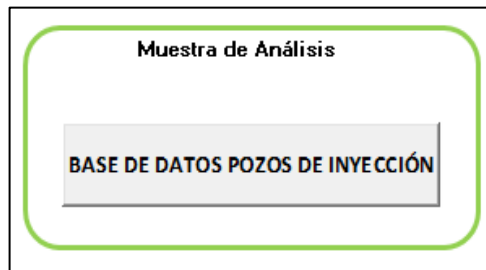 Muestra de Análisis
BASE DE DATOS POZOS DE INYECCIÓN